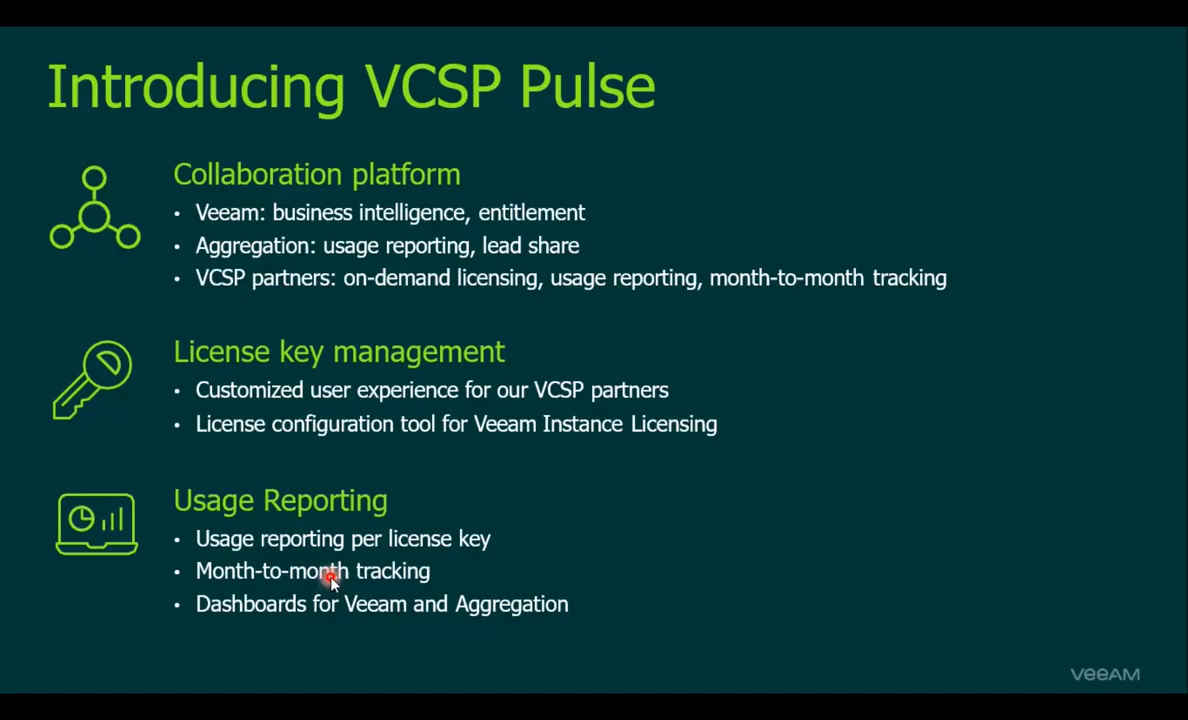 Introducing VCSP Pulse
Collaboration platform
• Veeam: business intelligence, entitlement
• Aggregation: usage reporting, lead share
• VCSP partners: on-demand licensing, usage reporting, month-to-month tracking
License key management
• Customized user experience for our VCSP partners
• License configuration tool for Veeam Instance Licensing
Usage Reporting
• Usage reporting per license key
• Month-to-month tracking
• Dashboards for Veeam and Aggregation
veeAM